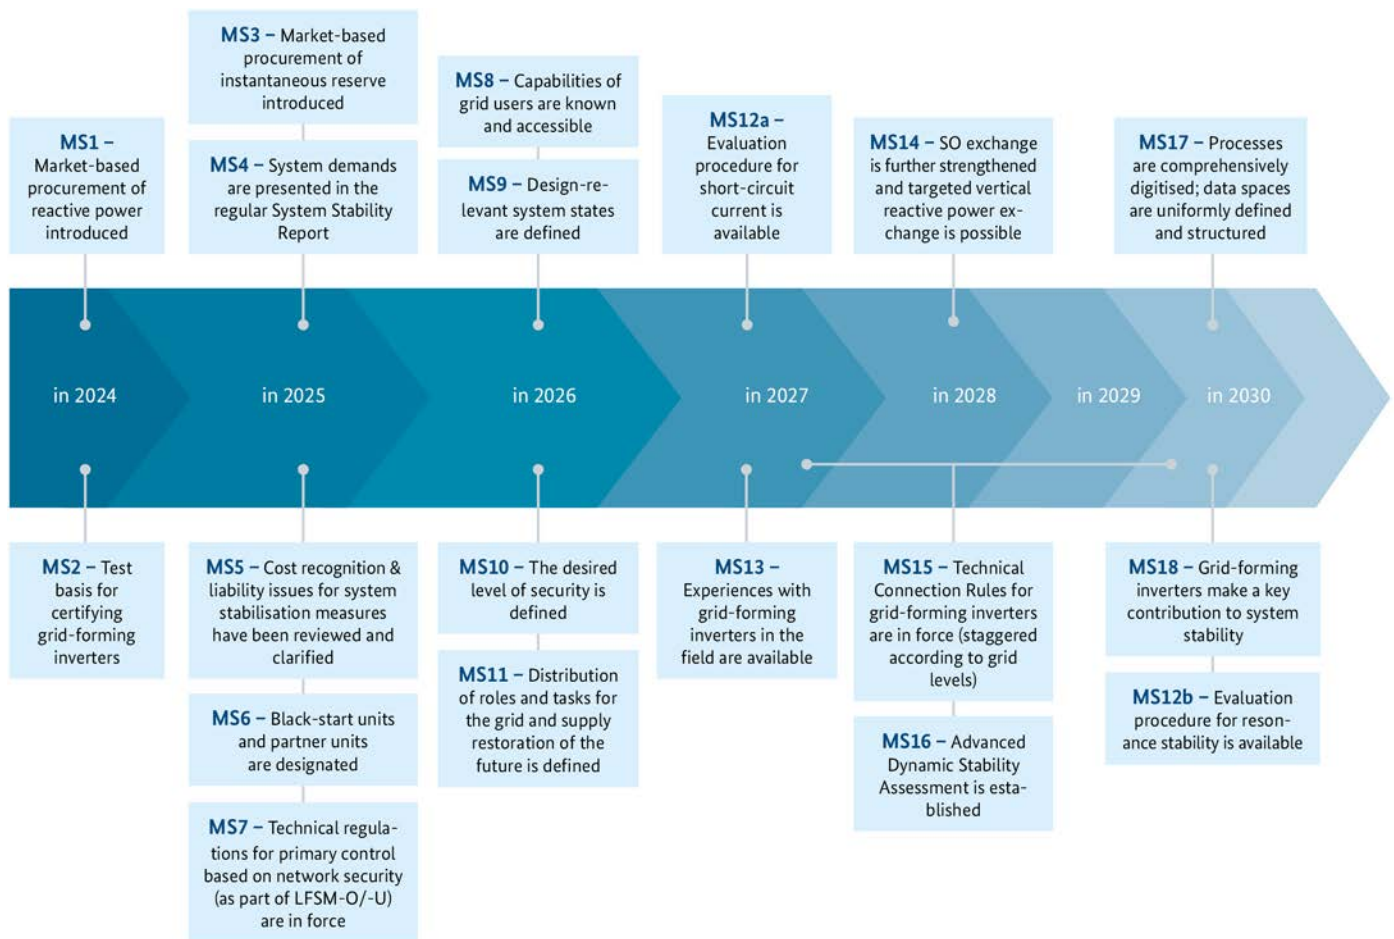 MS1 –
Market-based
procurement of
reactive power
introduced
MS3 – Market-based
procurement of
instantaneous reserve
introduced
MS4 – System demands
are presented in the
regular System Stability
Report
MS8 – Capabilities of
grid users are known
and accessible
MS9 – Design-re-
levant system states
are defined
MS12a –
Evaluation
procedure for
short-circuit
current is
available
MS14 – SO exchange
is further strengthened
and targeted vertical
reactive power ex-
change is possible
MS17 – Processes
are comprehensively
digitised; data spaces
are uniformly defined
and structured
in 2024
in 2025
in 2026
in 2027
in 2028
in 2029
in 2030
MS2 – Test
basis for
certifying
grid-forming
inverters
MS5 – Cost recognition &
liability issues for system
stabilisation measures
have been reviewed and
clarified
MS6 – Black-start units
and partner units
are designated
MS7 – Technical regula-
tions for primary control
based on network security
(as part of LFSM-O/-U)
are in force
MS10 – The desired
level of security is
defined
MS11 – Distribution
of roles and tasks for
the grid and supply
restoration of the
future is defined
MS13 –
Experiences with
grid-forming
inverters in the
field are available
MS15 – Technical
Connection Rules for
grid-forming inverters
are in force (staggered
according to grid
levels)
MS16 – Advanced
Dynamic Stability
Assessment is esta-
blished
MS18 – Grid-forming
inverters make a key
contribution to system
stability
MS12b – Evaluation
procedure for reson-
ance stability is available